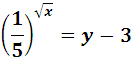 (1/5)^√x = y − 3